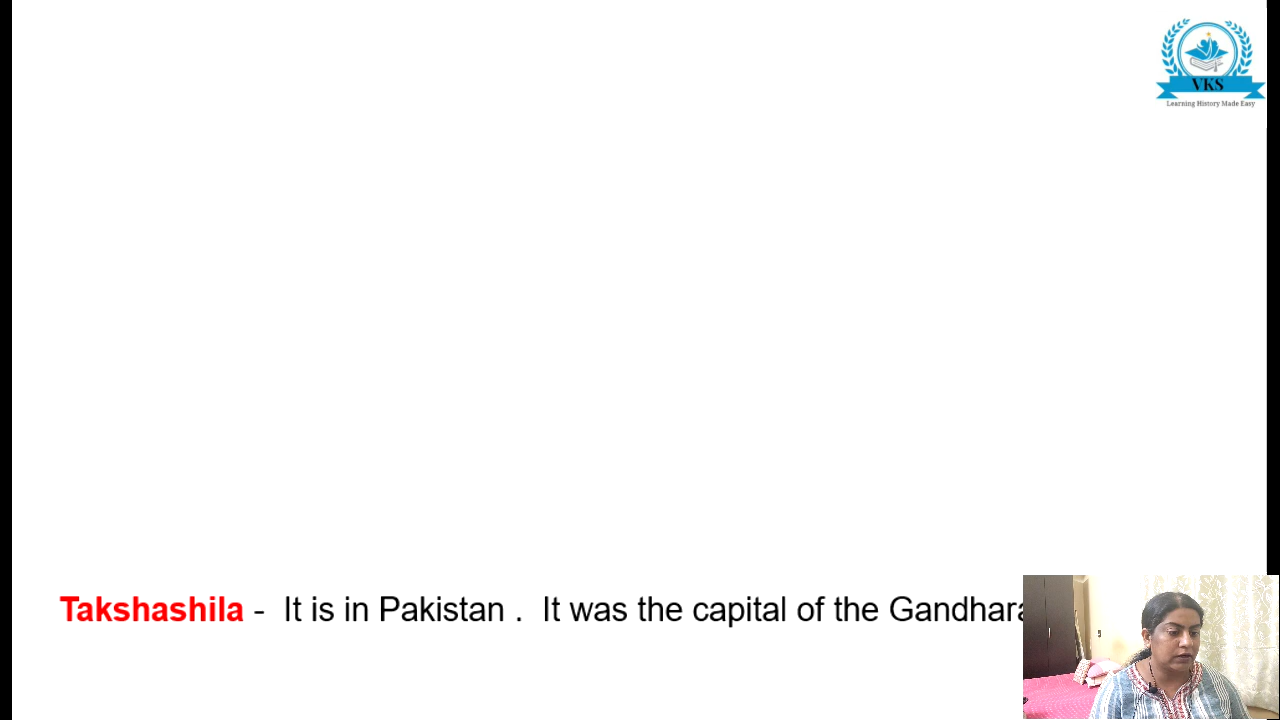 VKS
Learning History Made Easy
Takshashila - It is in Pakistan . It was the capital of the Gandhara